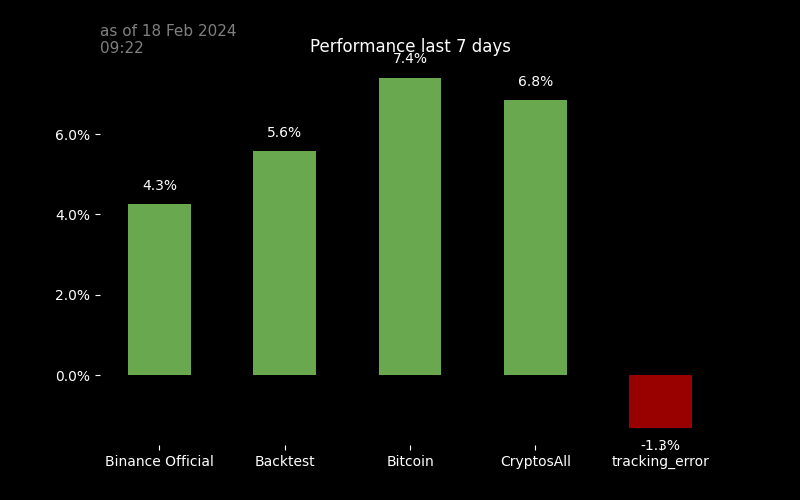 as of 18 Feb 2024
09:22
Performance last 7 days
7.4%
6.8%
6.0%
5.6%
4.3%
4.0%
2.0%
0.0%
-1.3%
Binance Official
Backtest
Bitcoin
CryptosAll
tracking_error